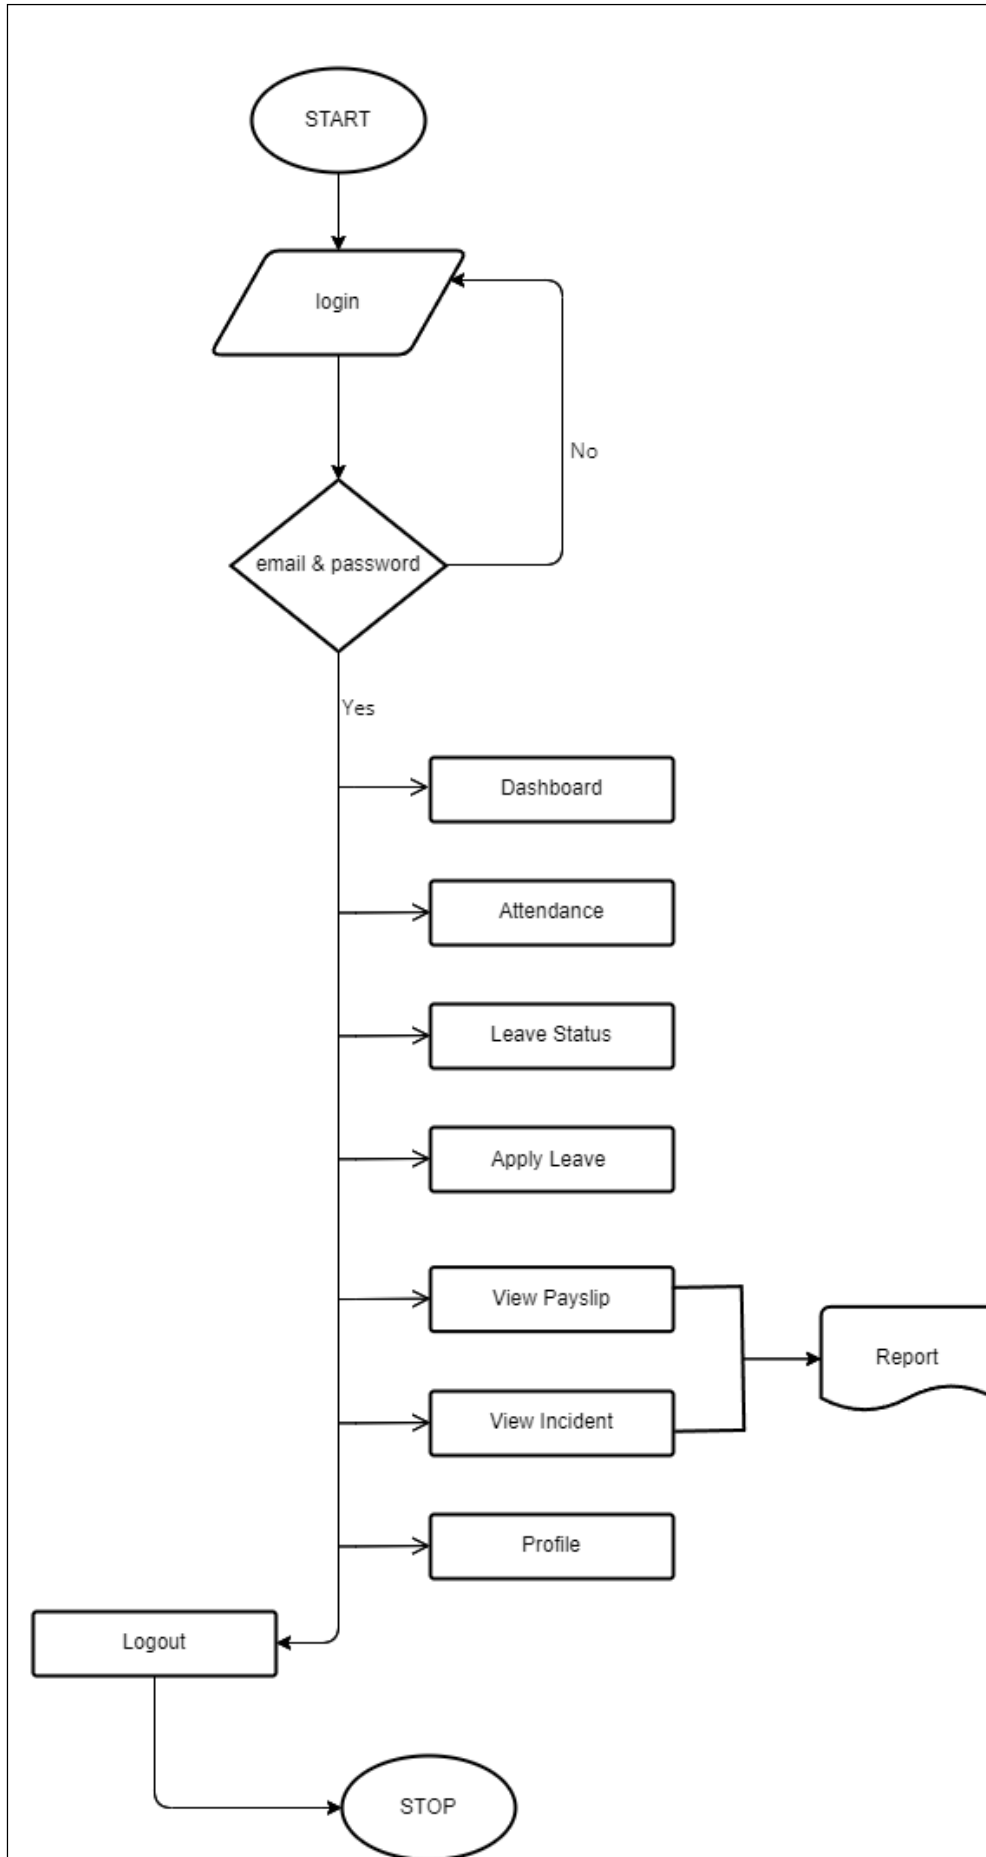 START
login
No
email & password
Yes
Dashboard
Attendance
Leave Status
Apply Leave
View Payslip
Report
View Incident
Profile
Logout
STOP